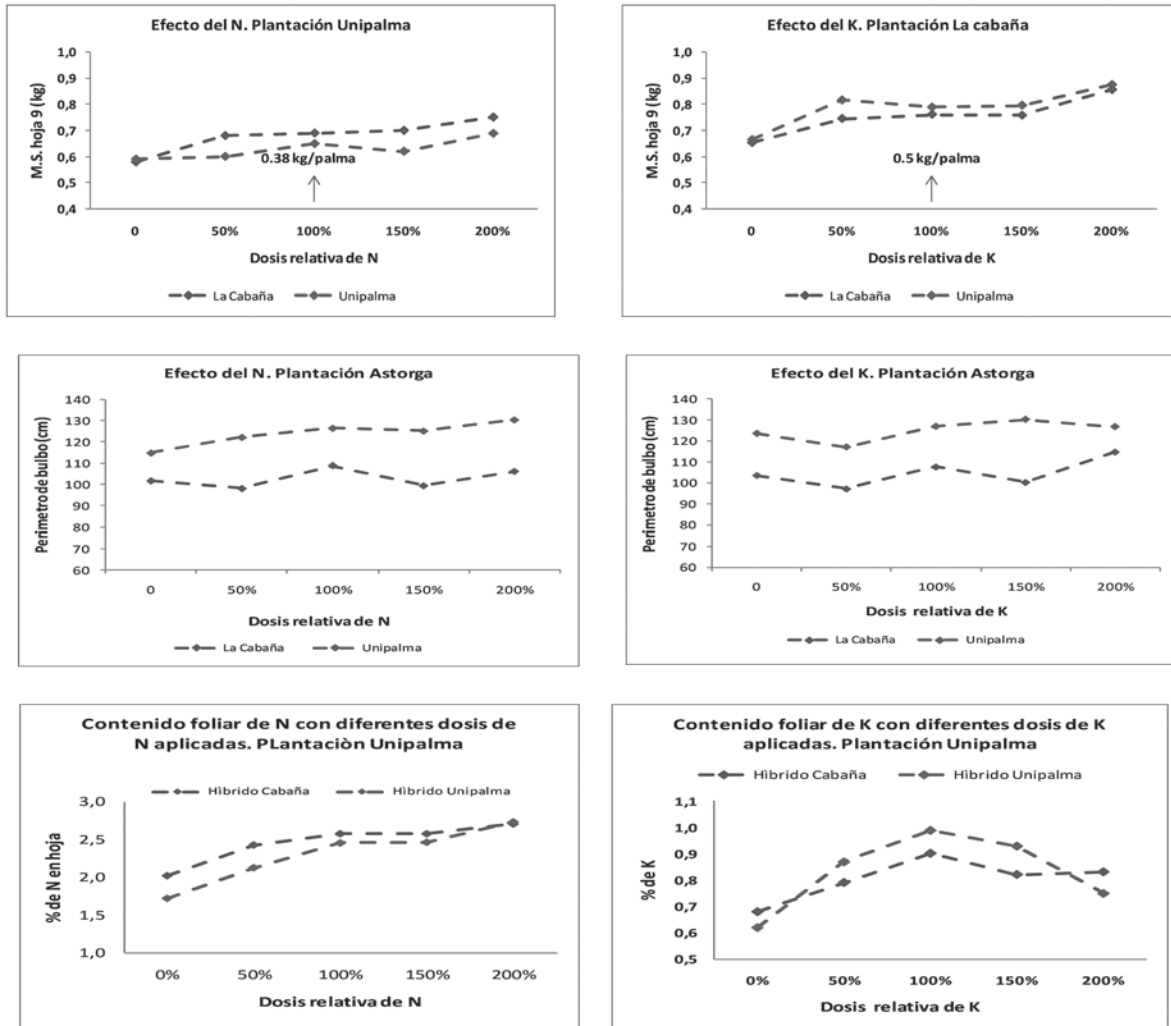 Efecto del N. Plantación Unipalma
M.S. hoja 9 (kg)
1,0
0,9
0,8
0,7
0,6
0,5
0,4
0.38 kg/palma
0 50% 100% 150% 200%
Dosis relativa de N
La Cabaña Unipalma
Efecto del K. Plantación La cabaña
M.S. hoja 9 (kg)
1,0
0,9
0,8
0,7
0,6
0,5
0,4
0.5 kg/palma
0 50% 100% 150% 200%
Dosis relativa de K
La Cabaña Unipalma
Efecto del N. Plantación Astorga
Perimetro de bulbo (cm)
140
130
120
110
100
90
80
70
60
0 50% 100% 150% 200%
Dosis relativa de N
La Cabaña Unipalma
Efecto del K. Plantación Astorga
Perimetro de bulbo (cm)
140
130
120
110
100
90
80
70
60
0 50% 100% 150% 200%
Dosis relativa de K
La Cabaña Unipalma
Contenido foliar de N con diferentes dosis de
N aplicadas. PLantaciòn Unipalma
Hìbrido Cabaña Hìbrido Unipalma
% de N en hoja
3,0
2,5
2,0
1,5
1,0
0% 50% 100% 150% 200%
Dosis relativa de N
Contenido foliar de K con diferentes dosis de K
aplicadas. Plantación Unipalma
Hìbrido Cabaña Hìbrido Unipalma
% de K
1,1
1,0
0,9
0,8
0,7
0,6
0,5
0% 50% 100% 150% 200%
Dosis relativa de K